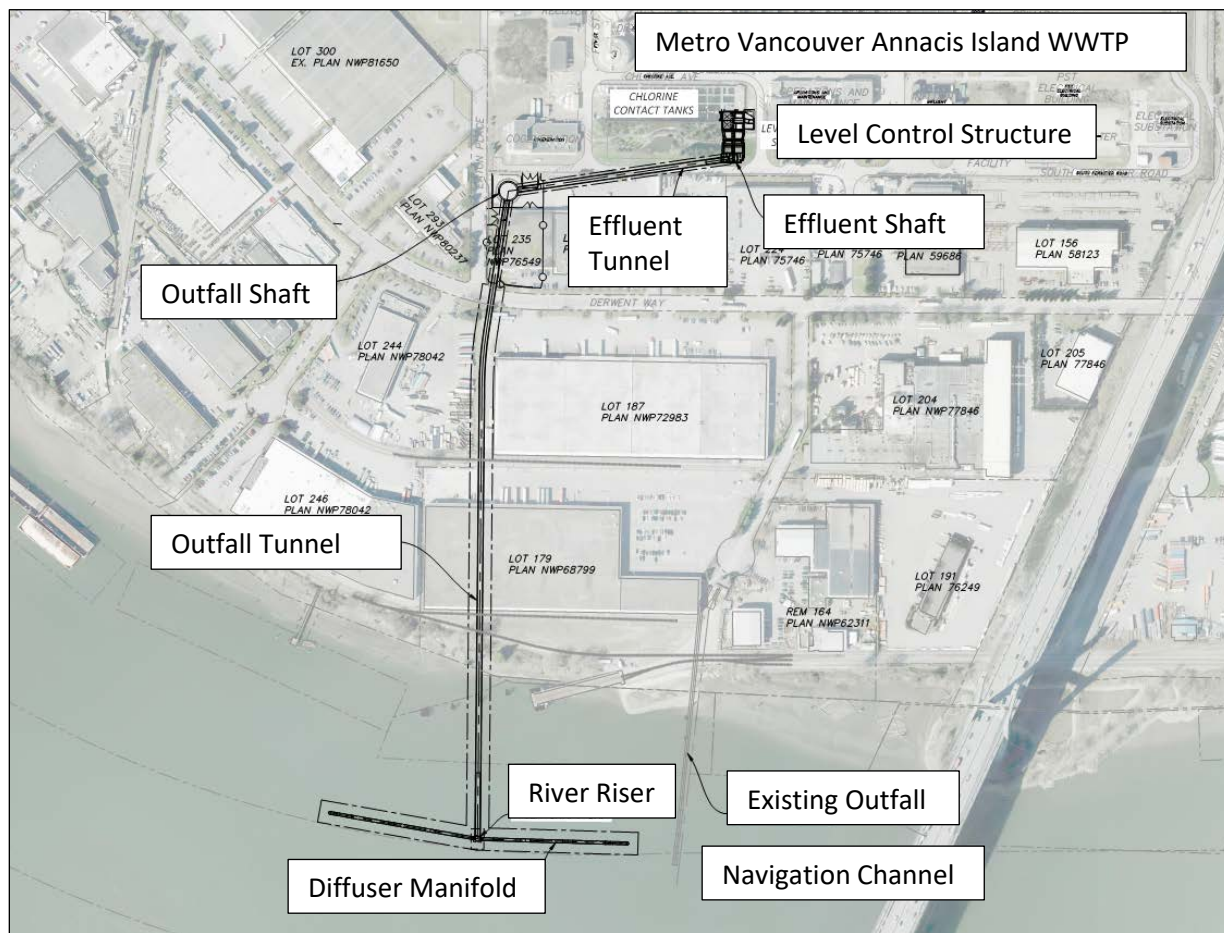 Metro Vancouver Annacis Island WWTP
LOT 300
EX. PLAN NWP81650
CHLORINE
CONTACT TANKS
Level Control Structure
FACILITY
LOT 293
PLAN NWP80237
Effluent
Tunnel
Effluent Shaft
LOT 235
PLAN
NWP76549
PLAN 75746
75746
PLAN 59686
LOT 156
PLAN 58123
Outfall Shaft
DERWENT WAY
LOT 244
PLAN NWP78042
LOT 205
PLAN 77846
LOT 187
PLAN NWP72983
LOT 204
PLAN NWP77846
LOT 246
PLAN NWP78042
Outfall Tunnel
LOT 179
PLAN NWP68799
LOT 191
PLAN 76249
REM 164
PLAN NWP62311
River Riser
Existing Outfall
Diffuser Manifold
Navigation Channel